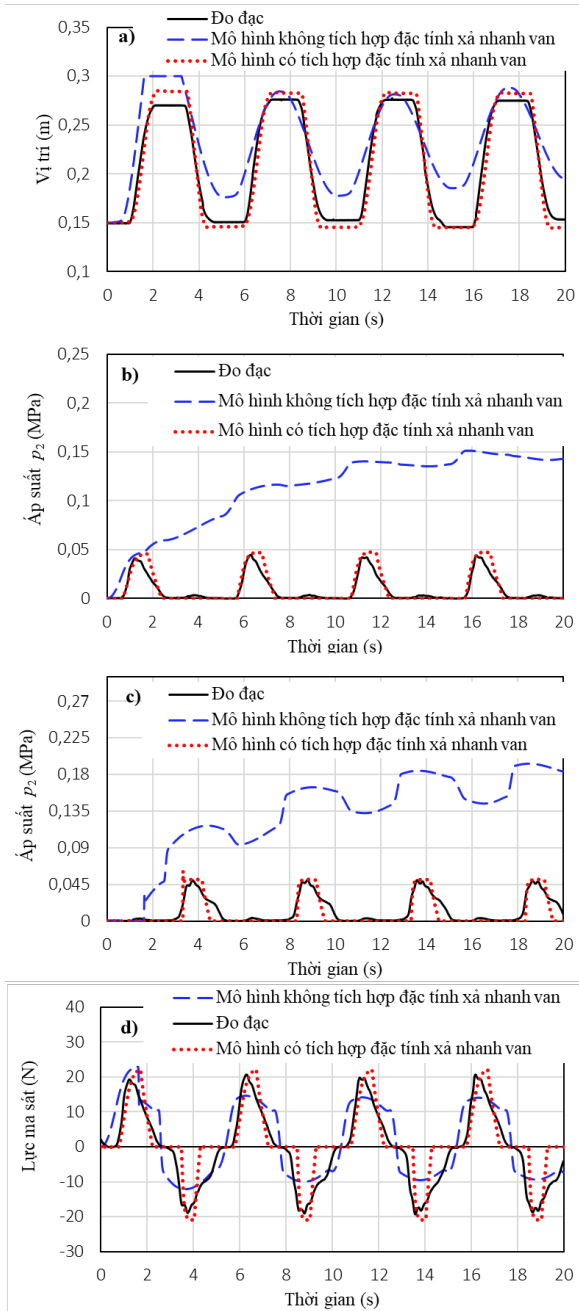 a)
Đo đạc
Mô hình không tích hợp đặc tính xả nhanh van
Mô hình có tích hợp đặc tính xả nhanh van
Vị trí (m)
0,4
0,35
0,3
0,25
0,2
0,15
0,1
0 2 4 6 8 10 12 14 16 18 20
Thời gian (s)
b)
Đo đạc
Mô hình không tích hợp đặc tính xả nhanh van
Mô hình có tích hợp đặc tính xả nhanh van
Áp suất p₂ (MPa)
0,25
0,2
0,15
0,1
0,05
0
0 2 4 6 8 10 12 14 16 18 20
Thời gian (s)
c)
Đo đạc
Mô hình không tích hợp đặc tính xả nhanh van
Mô hình có tích hợp đặc tính xả nhanh van
Áp suất p₂ (MPa)
0,27
0,225
0,18
0,135
0,09
0,045
0
0 2 4 6 8 10 12 14 16 18 20
Thời gian (s)
d)
Mô hình không tích hợp đặc tính xả nhanh van
Đo đạc
Mô hình có tích hợp đặc tính xả nhanh van
Lực ma sát (N)
40
30
20
10
0
-10
-20
-30
0 2 4 6 8 10 12 14 16 18 20
Thời gian (s)